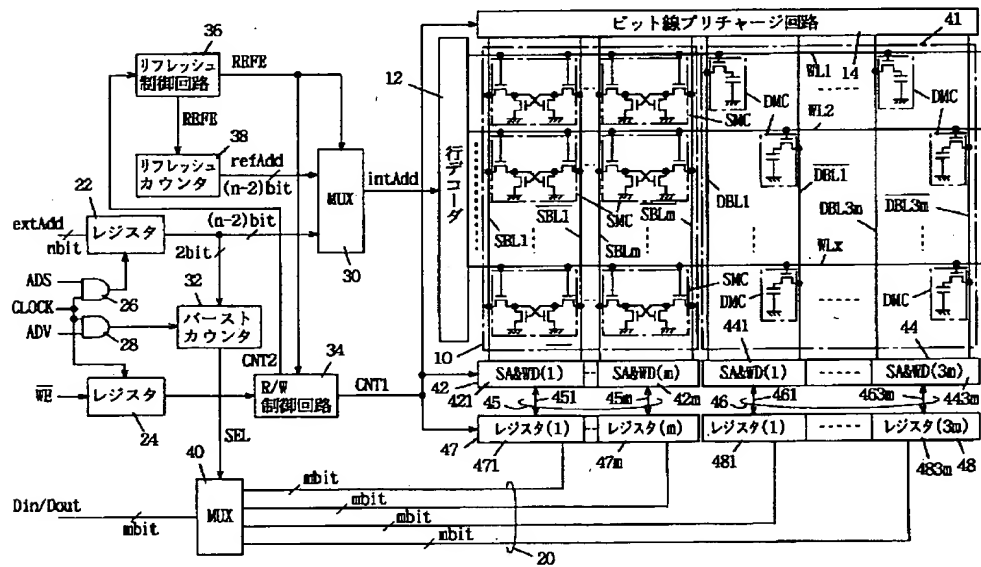 ビット線プリチャージ回路
41
36
リフレッシュ
制御回路
RRFE
12
WL1
14
DMC
DMC
SMC
WL2
RRFE
38
リフレッシュ
カウンタ
refAdd
(n-2)bit
MUX
intAdd
行デコーダ
DMC
DMC
22
extAdd
nbit
レジスタ
(n-2)bit
2bit
30
SBL1
SBL1
SMC
SBLm
SBLm
DBL1
DBL1
DBL3m
DBL3m
WLx
ADS
26
32
CLOCK
バースト
カウンタ
ADV
28
SMC
DMC
DMC
10
441
44
CNT2
34
WE
レジスタ
24
R/W
制御回路
CNT1
42
SA&WD(1)
SA&WD(m)
SA&WD(1)
SA&WD(3m)
421
45
451
45m
42m
46
461
463m
443m
SEL
47
レジスタ(1)
レジスタ(m)
レジスタ(1)
レジスタ(3m)
471
47m
481
483m
48
40
Din/Dout
mbit
MUX
mbit
mbit
mbit
mbit
20